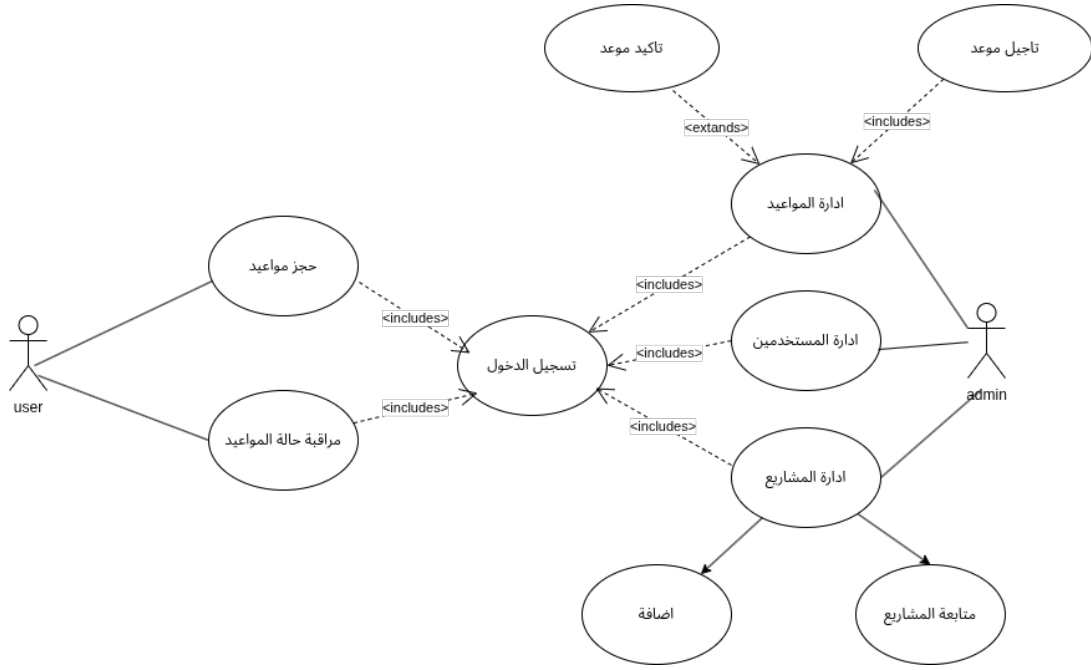 تاكيد موعد
تاجيل موعد
<extands>
<includes>
ادارة المواعيد
حجز مواعيد
<includes>
<includes>
ادارة المستخدمين
<includes>
تسجيل الدخول
user
admin
<includes>
<includes>
مراقبة حالة المواعيد
ادارة المشاريع
اضافة
متابعة المشاريع